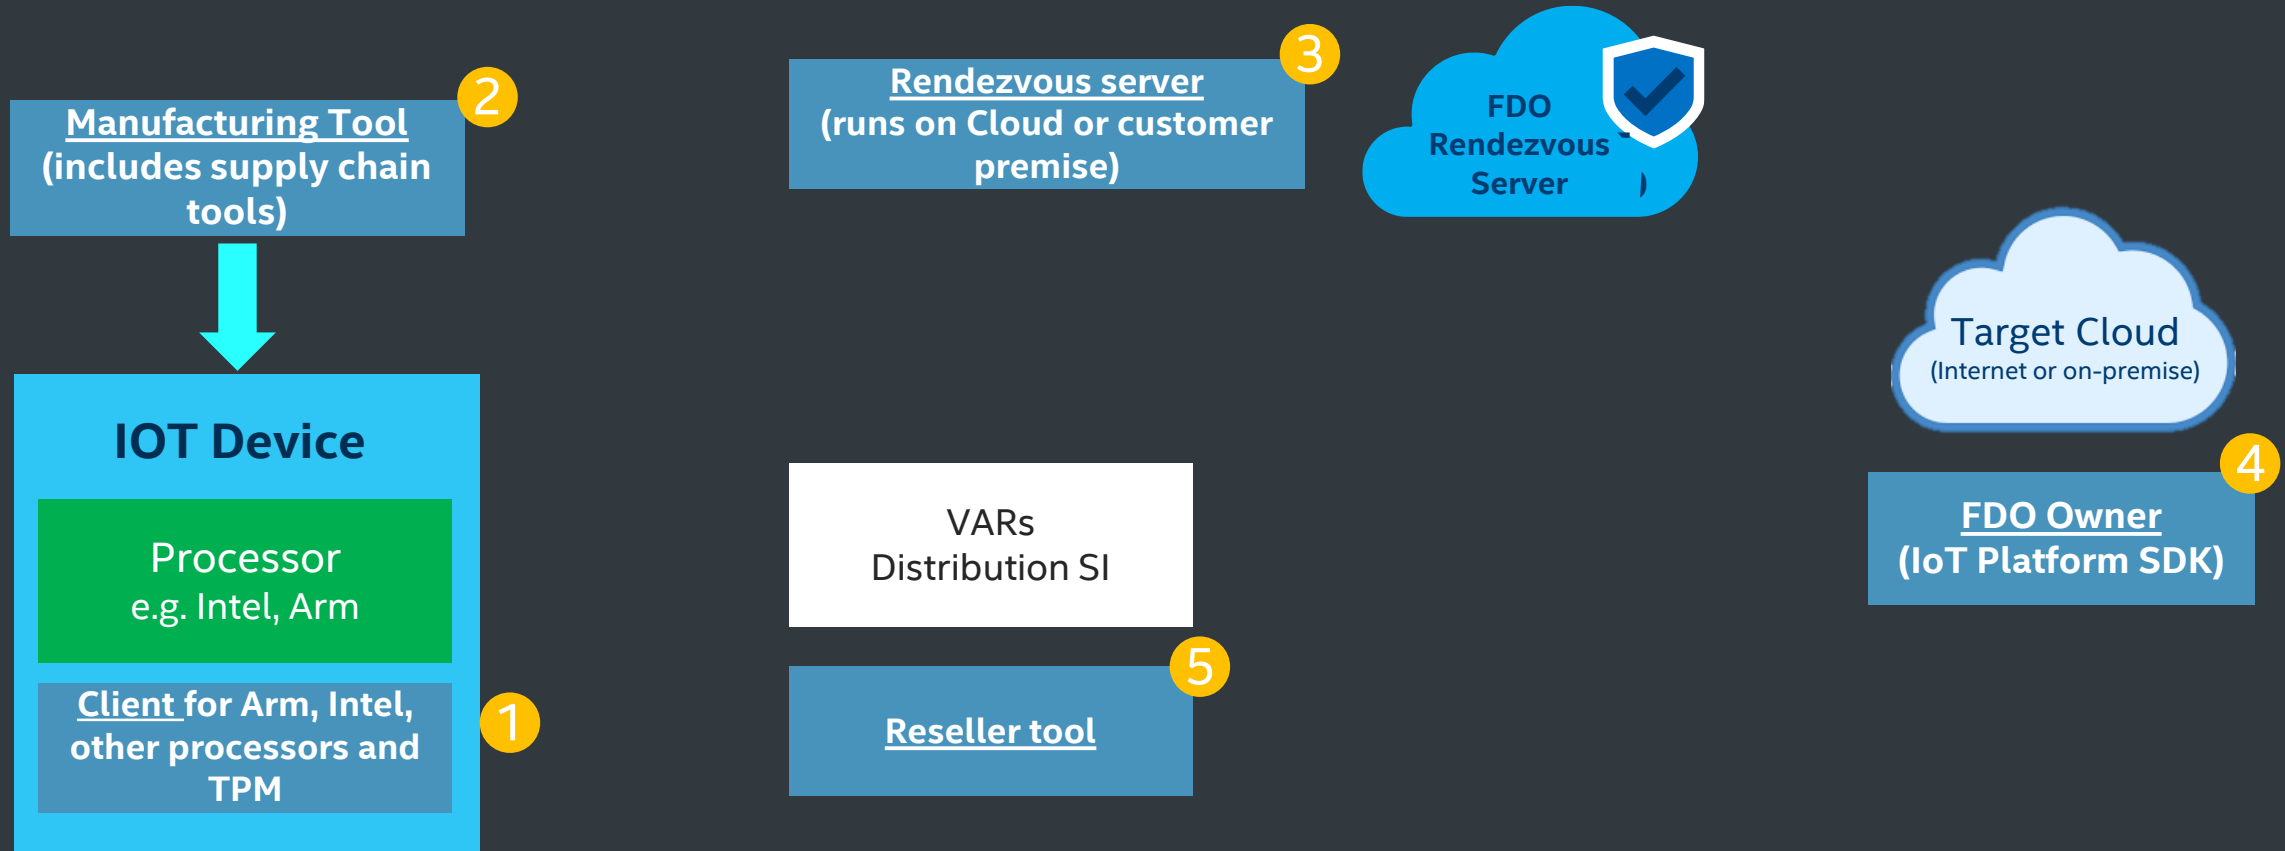 2
Manufacturing Tool
(includes supply chain
tools)
3
Rendezvous server
(runs on Cloud or customer
premise)
FDO
Rendezvous
Server
Target Cloud
(Internet or on-premise)
4
FDO Owner
(IoT Platform SDK)
IOT Device
Processor
e.g. Intel, Arm
Client for Arm, Intel,
other processors and
TPM
1
VARs
Distribution SI
5
Reseller tool